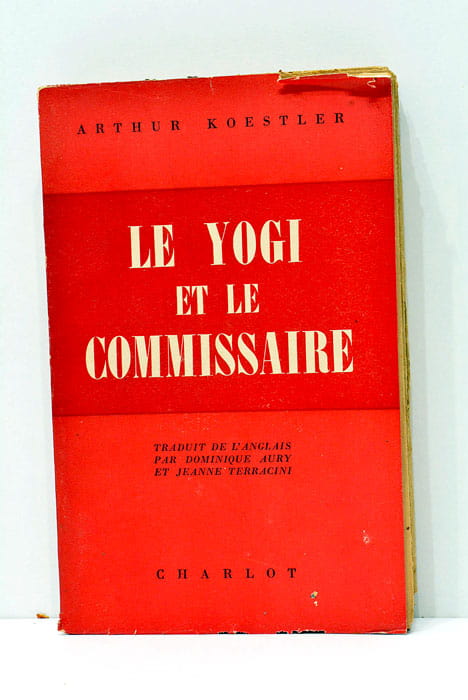 ARTHUR KOESTLER
LE YOGI
ET LE
COMMISSAIRE
TRADUIT DE L'ANGLAIS
PAR DOMINIQUE AURY
ET JEANNE TERRACINI
CHARLOT